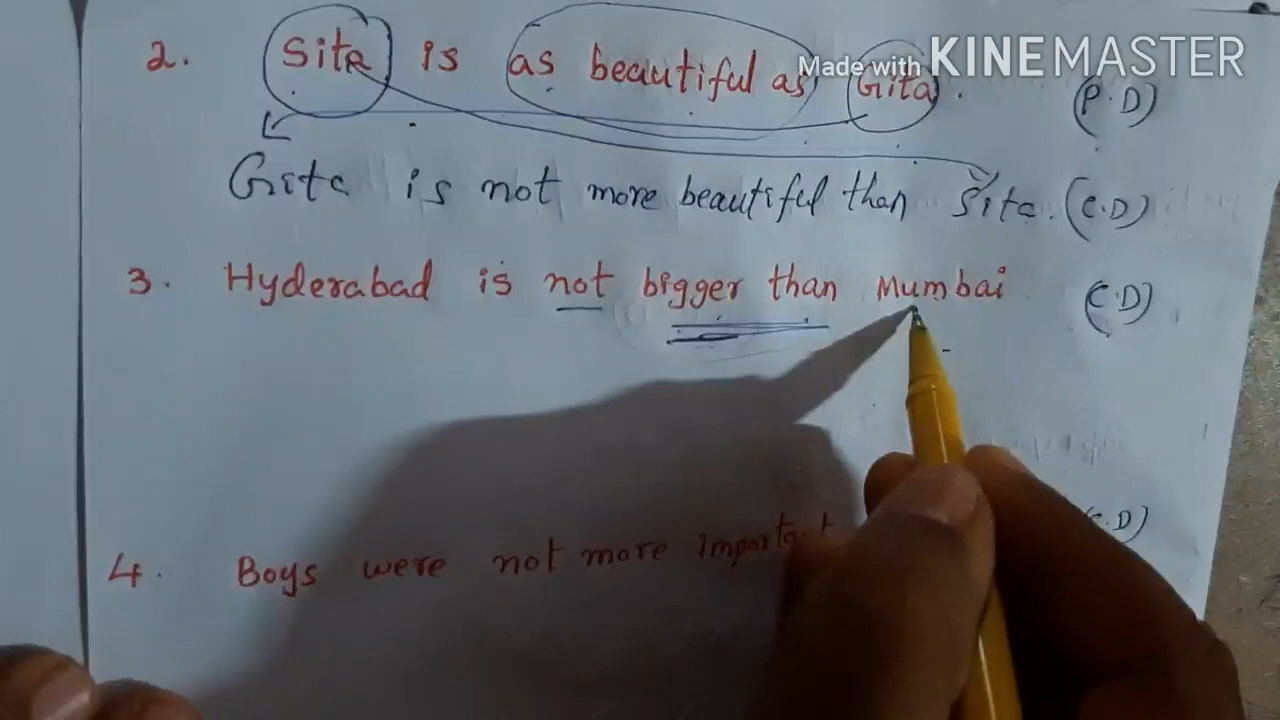 2. Sita is as beautiful as Gita. (P.D)
Made with KINEMASTER
Gita is not more beautiful than Sita. (C.D)
3. Hyderabad is not bigger than Mumbai (C.D)
4. Boys were not more important (C.D)